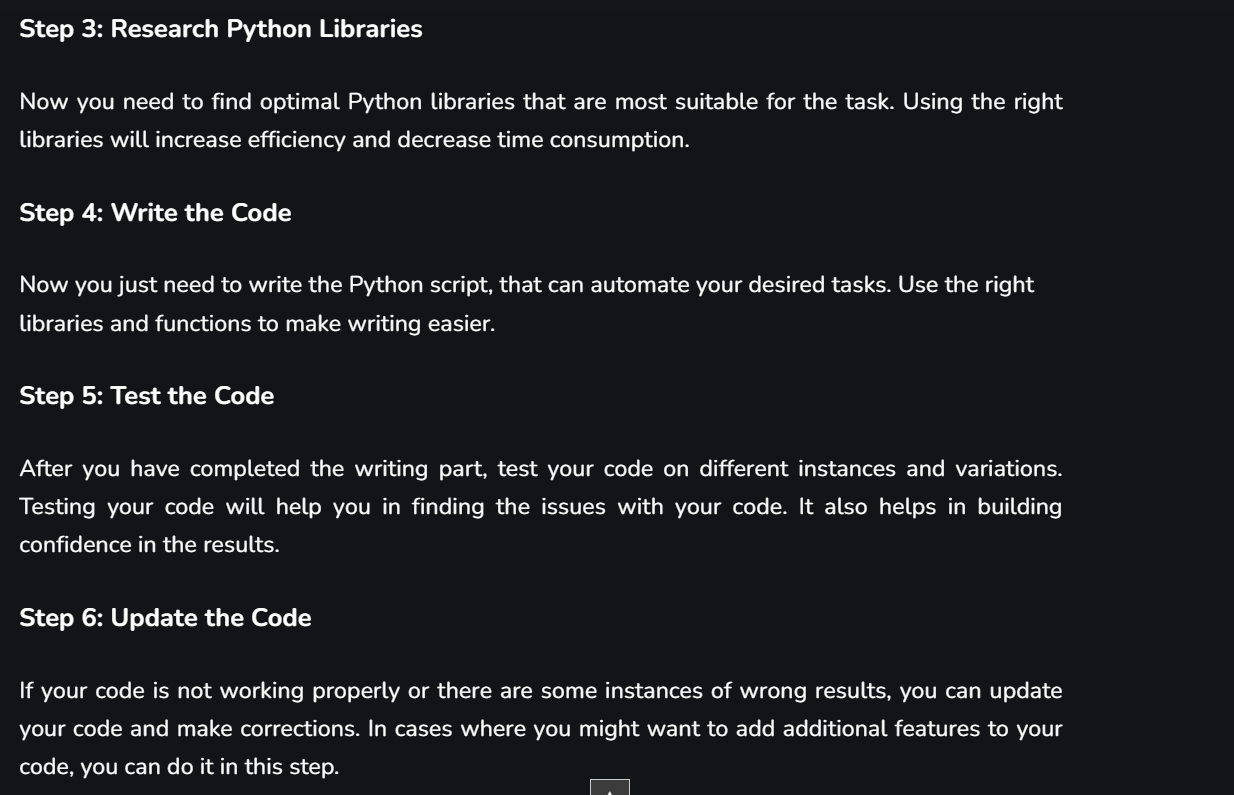 Step 3: Research Python Libraries
Now you need to find optimal Python libraries that are most suitable for the task. Using the right
libraries will increase efficiency and decrease time consumption.
Step 4: Write the Code
Now you just need to write the Python script, that can automate your desired tasks. Use the right
libraries and functions to make writing easier.
Step 5: Test the Code
After you have completed the writing part, test your code on different instances and variations.
Testing your code will help you in finding the issues with your code. It also helps in building
confidence in the results.
Step 6: Update the Code
If your code is not working properly or there are some instances of wrong results, you can update
your code and make corrections. In cases where you might want to add additional features to your
code, you can do it in this step.